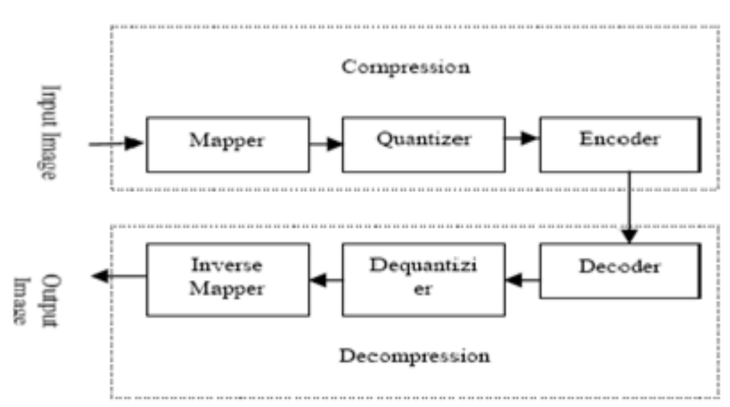 Compression
Input Image
Mapper
Quantizer
Encoder
Inverse
Mapper
Dequantizi
er
Decoder
Output
Image
Decompression